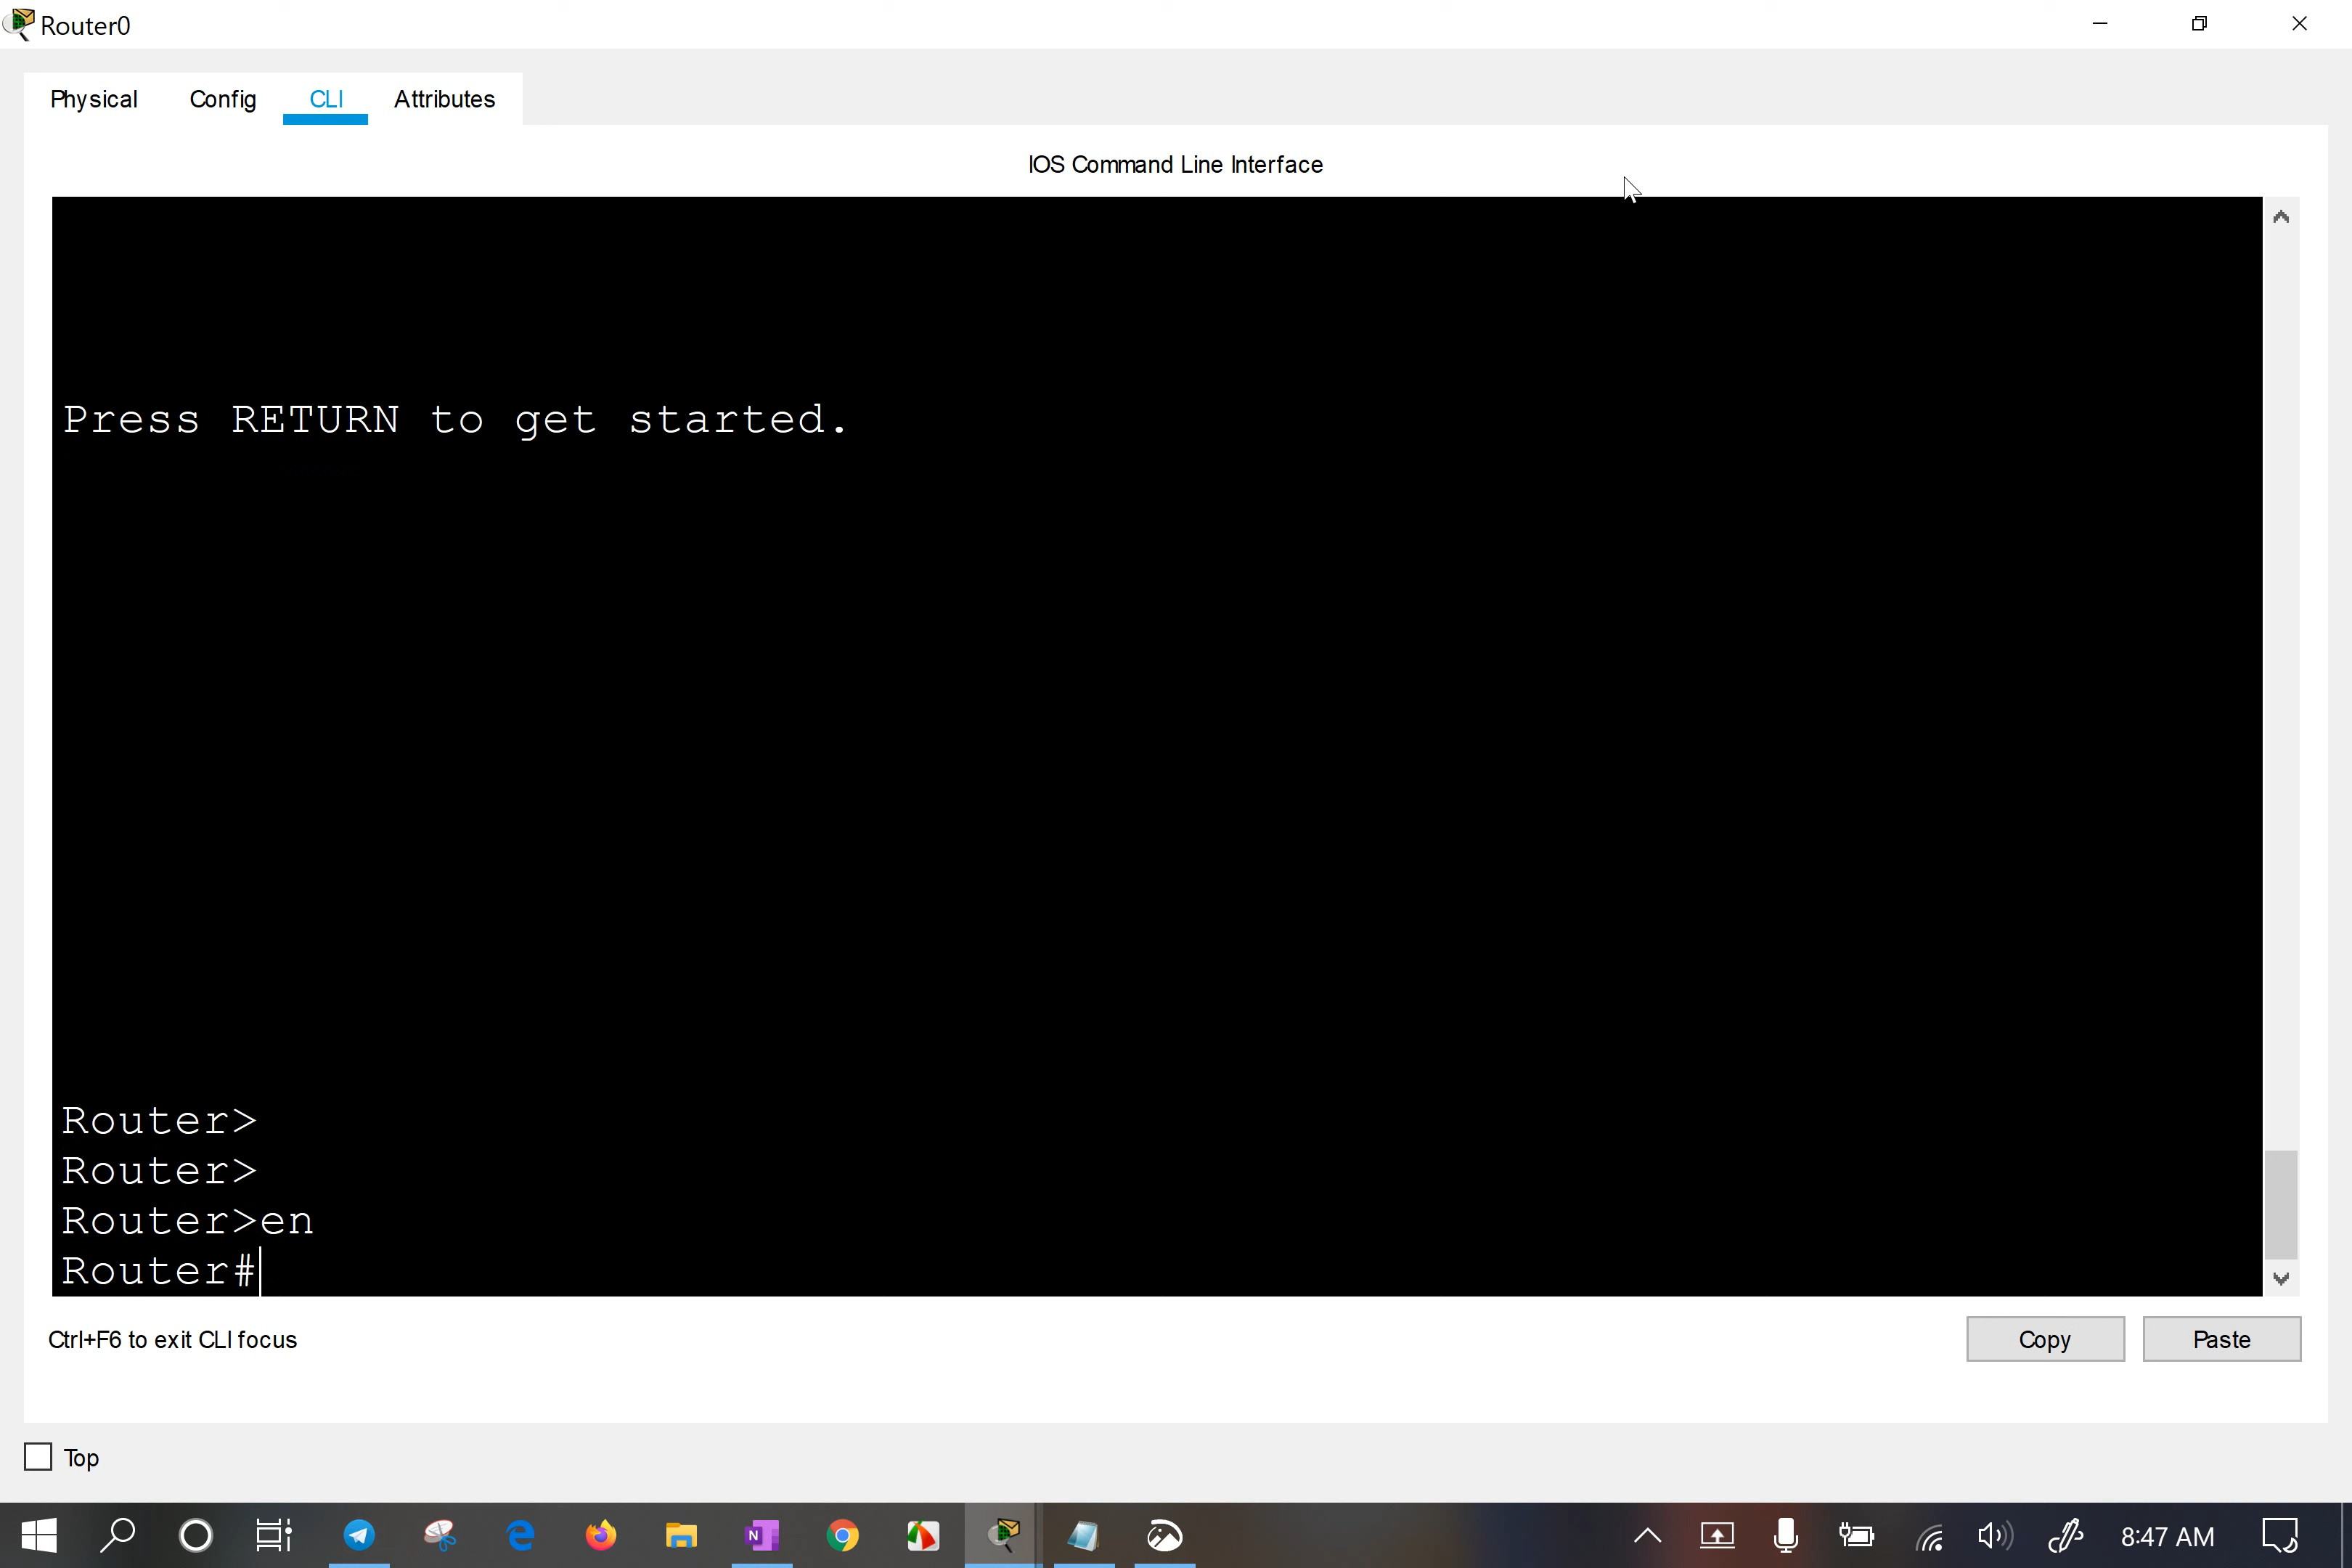 Router0
Physical Config CLI Attributes
IOS Command Line Interface
Press RETURN to get started.
Router>
Router>
Router>en
Router#
Ctrl+F6 to exit CLI focus
Copy Paste
Top
N
8:47 AM